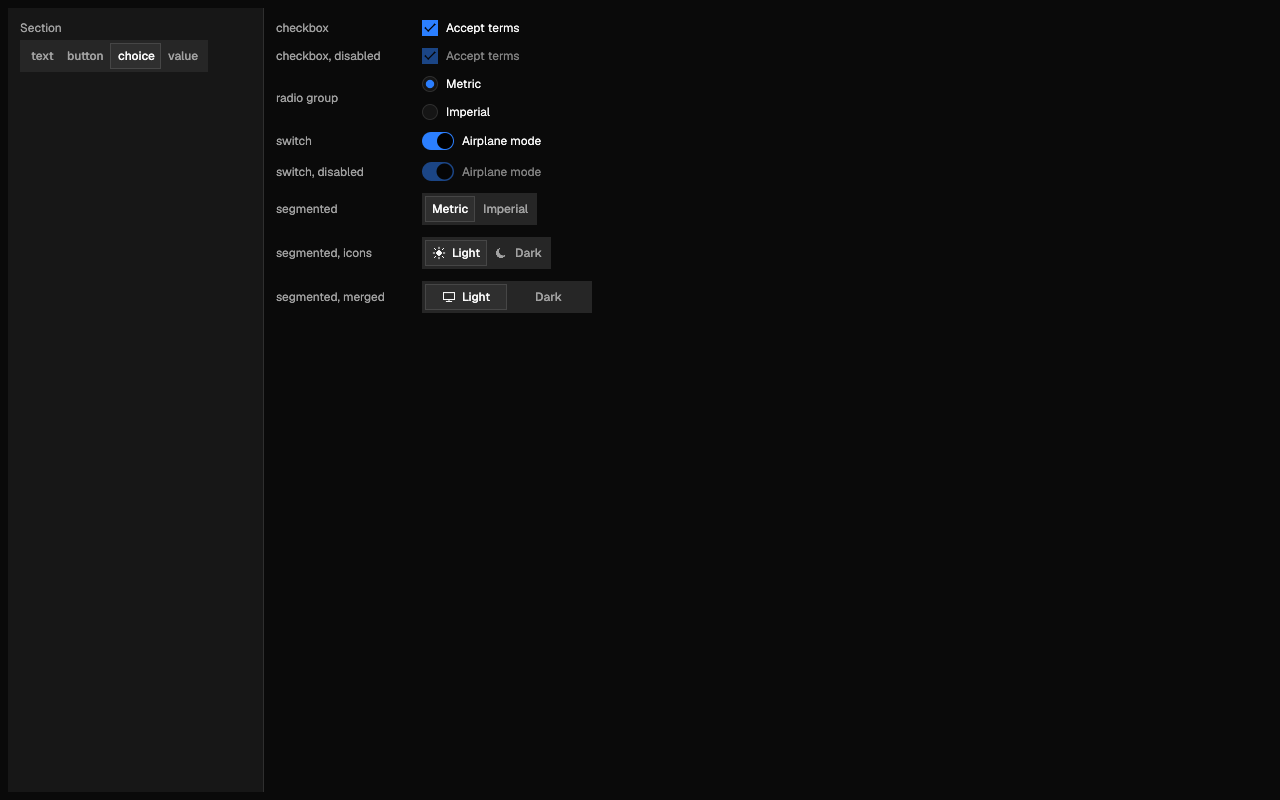 Section
text button choice value
checkbox Accept terms
checkbox, disabled Accept terms
radio group
Metric
Imperial
switch Airplane mode
switch, disabled Airplane mode
segmented Metric Imperial
segmented, icons Light Dark
segmented, merged Light Dark